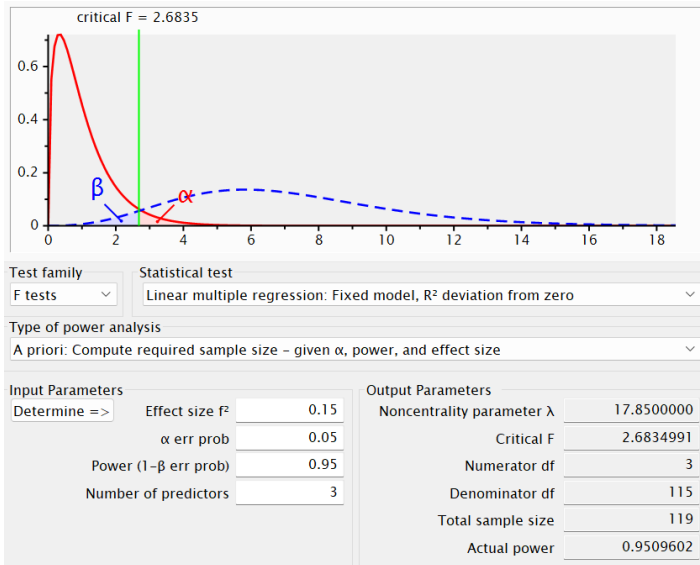 critical F = 2.6835
0.6
0.4
0.2
0
β
α
0 2 4 6 8 10 12 14 16 18
Test family Statistical test
F tests Linear multiple regression: Fixed model, R² deviation from zero
Type of power analysis
A priori: Compute required sample size – given α, power, and effect size
Input Parameters Output Parameters
Determine => Effect size f² 0.15 Noncentrality parameter λ 17.8500000
α err prob 0.05 Critical F 2.6834991
Power (1-β err prob) 0.95 Numerator df 3
Number of predictors 3 Denominator df 115
Total sample size 119
Actual power 0.9509602